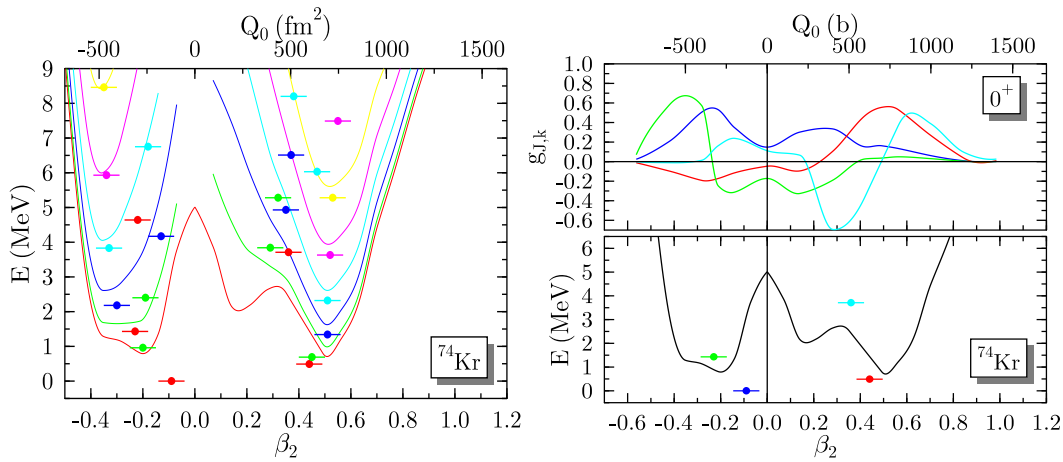 Q₀ (fm²)
-500 0 500 1000 1500
9
8
7
6
5
4
3
2
1
0
E (MeV)
⁷⁴Kr
-0.4 -0.2 0.0 0.2 0.4 0.6 0.8 1.0 1.2
β₂
Q₀ (b)
-500 0 500 1000 1500
1.0
0.8
0.6
0.4
0.2
0.0
-0.2
-0.4
-0.6
g_J,k
0⁺
6
5
4
3
2
1
0
E (MeV)
⁷⁴Kr
-0.6 -0.4 -0.2 0.0 0.2 0.4 0.6 0.8 1.0 1.2
β₂